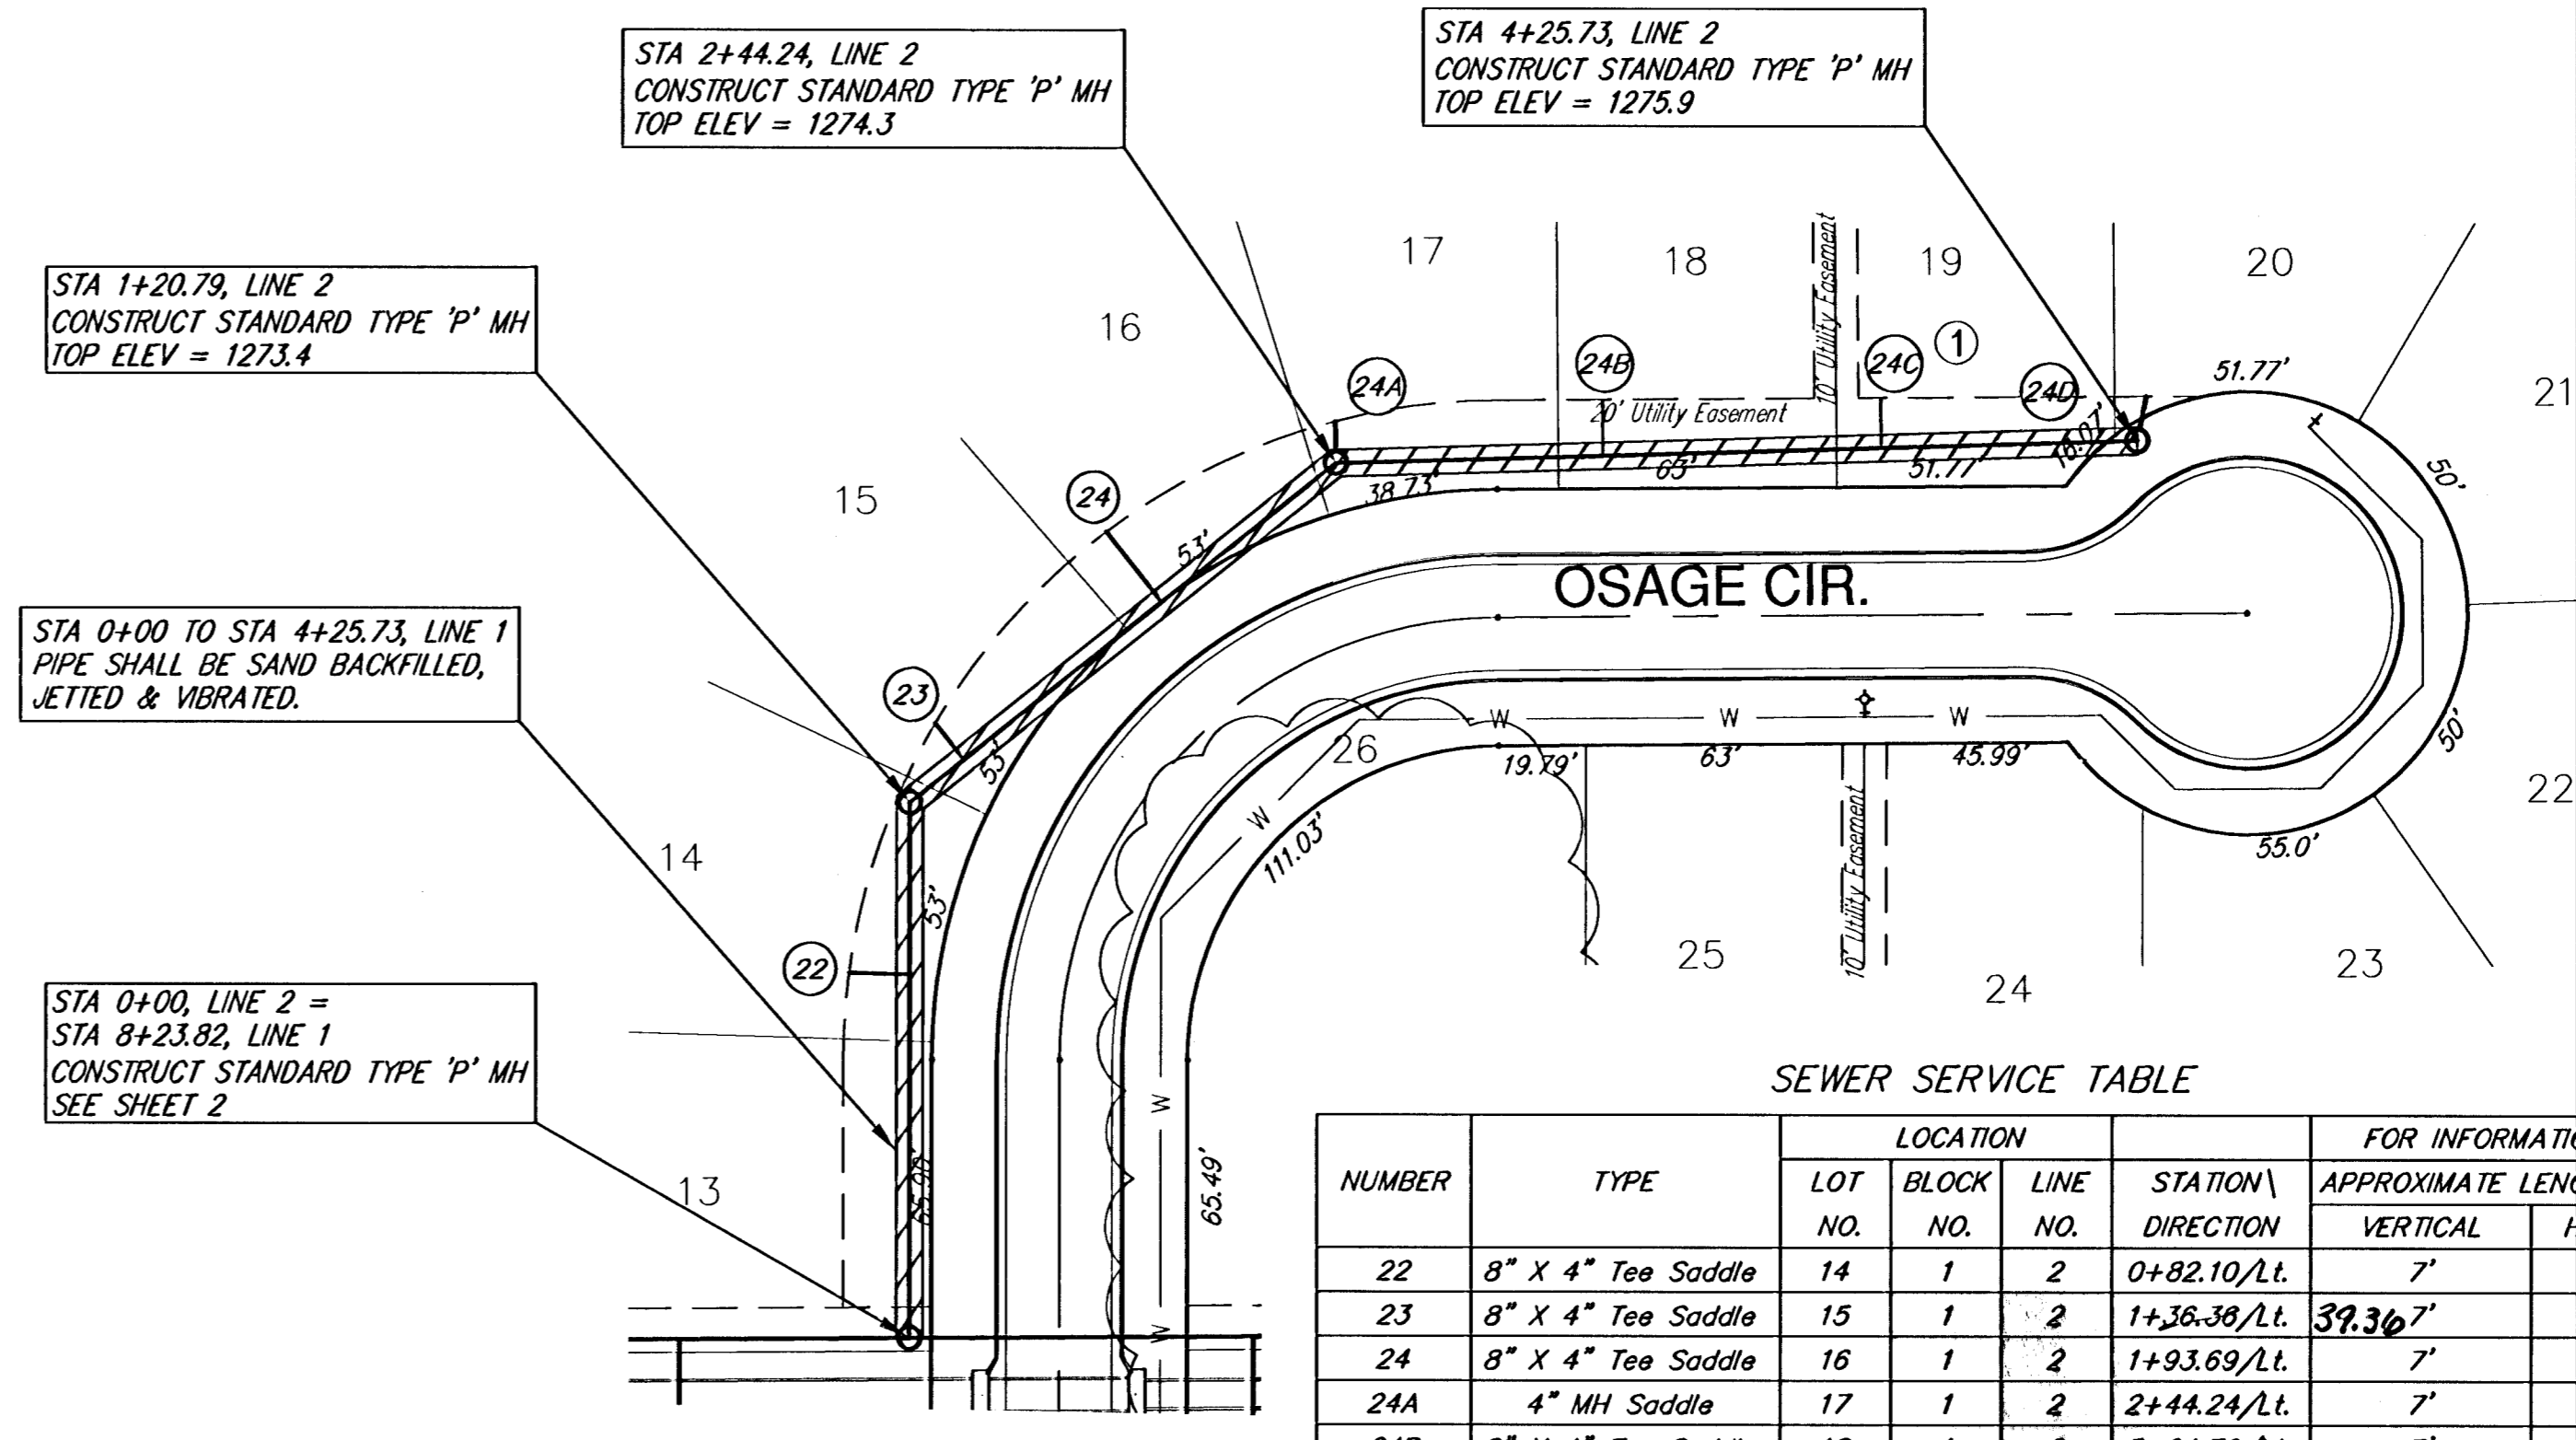 STA 2+44.24, LINE 2
CONSTRUCT STANDARD TYPE 'P' MH
TOP ELEV = 1274.3
STA 4+25.73, LINE 2
CONSTRUCT STANDARD TYPE 'P' MH
TOP ELEV = 1275.9
STA 1+20.79, LINE 2
CONSTRUCT STANDARD TYPE 'P' MH
TOP ELEV = 1273.4
STA 0+00 TO STA 4+25.73, LINE 1
PIPE SHALL BE SAND BACKFILLED,
JETTED & VIBRATED.
STA 0+00, LINE 2 =
STA 8+23.82, LINE 1
CONSTRUCT STANDARD TYPE 'P' MH
SEE SHEET 2
17
18
19
20
16
21
15
14
13
22
26
25
24
23
1
24A
24B
24C
24D
24
23
22
10' Utility Easement
20' Utility Easement
51.77'
16.07'
38.73'
63'
51.77'
50'
50'
55.0'
53'
53'
53'
OSAGE CIR.
W
W
W
19.79'
63'
45.99'
10' Utility Easement
W
111.03'
W
65.49'
W
SEWER SERVICE TABLE
NUMBER TYPE LOCATION LOT NO. BLOCK NO. LINE NO. STATION\ DIRECTION
APPROXIMATE
VERTICAL
22 8" X 4" Tee Saddle 14 1 2 0+82.10/Lt. 7'
23 8" X 4" Tee Saddle 15 1 2 1+36.36/Lt. 39.36 7'
24 8" X 4" Tee Saddle 16 1 2 1+93.69/Lt. 7'
24A 4" MH Saddle 17 1 2 2+44.24/Lt. 7'